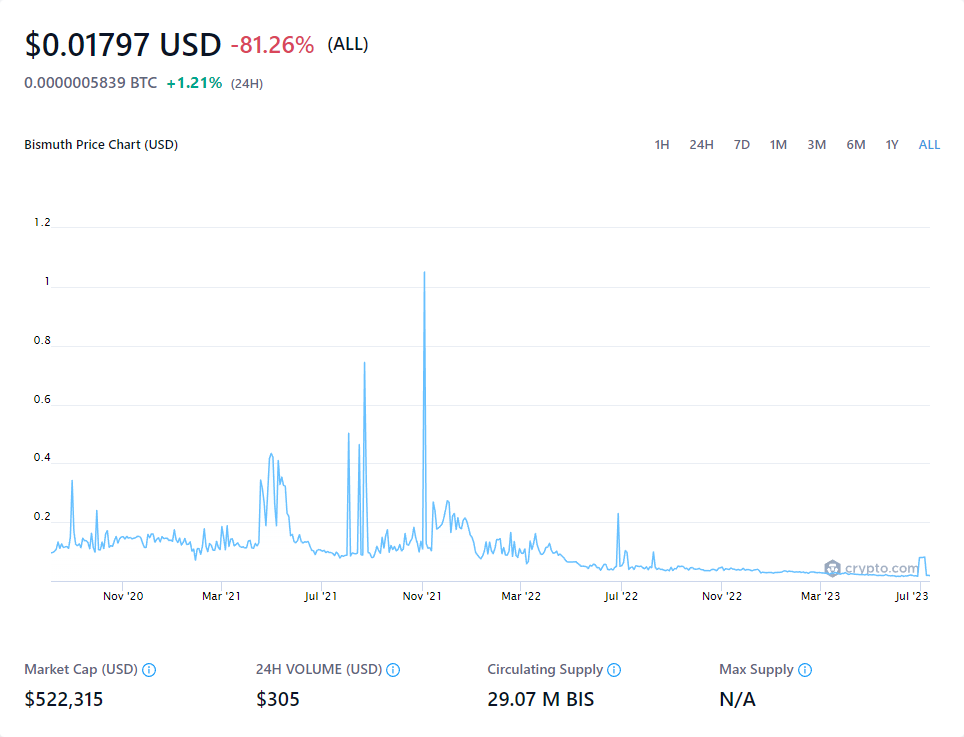 $0.01797 USD -81.26% (ALL)
0.0000005839 BTC +1.21% (24H)
Bismuth Price Chart (USD) 1H 24H 7D 1M 3M 6M 1Y ALL
1.2
1
0.8
0.6
0.4
0.2
crypto.com
Nov '20 Mar '21 Jul '21 Nov '21 Mar '22 Jul '22 Nov '22 Mar '23 Jul '23
Market Cap (USD) 24H VOLUME (USD) Circulating Supply Max Supply
$522,315 $305 29.07 M BIS N/A